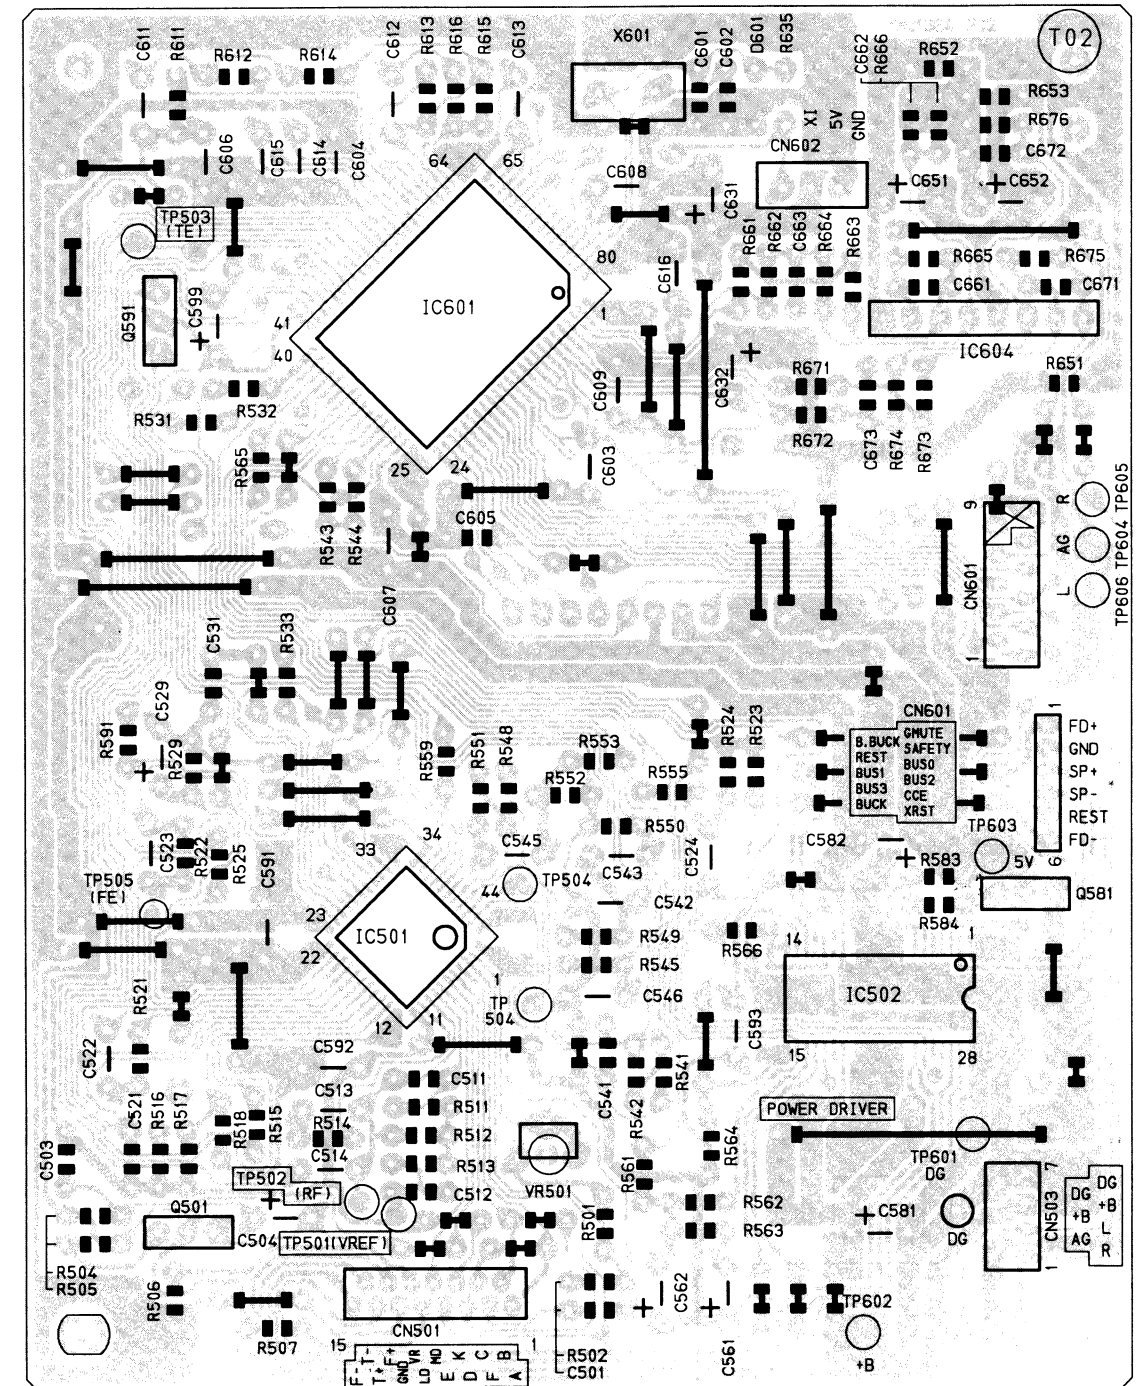 C611
R611
R612
R614
C612
R613
R616
R615
C613
X601
C601
C602
D601
R635
C662
R666
R652
T02
R653
R676
C672
XI
5V
GND
CN602
C606
C615
C614
C604
64
65
C608
C631
C651
C652
TP503
(TE)
R661
R662
C663
R664
R663
R665
R675
C661
C671
80
C616
Q591
C599
IC601
1
41
40
IC604
C609
C632
R671
R651
R531
R532
R672
C673
R674
R673
R565
25
24
C603
R543
R544
C605
9
R
TP605
AG
TP604
L
TP606
CN601
1
C607
C531
R533
C529
R591
R529
R559
R551
R548
R553
R552
R555
R524
R523
CN601
B.BUCK
REST
BUS1
BUS3
BUCK
GMUTE
SAFETY
BUS0
BUS2
CCE
XRST
1
FD+
GND
SP+
SP-
REST
FD-
6
C582
TP603
5V
R550
C545
C543
C524
34
33
C523
R522
R525
C591
TP505
(FE)
44
TP504
C542
R583
R584
Q581
23
22
IC501
R549
R545
R566
14
1
IC502
1
TP
504
C546
C593
R521
12
11
15
28
C522
C592
C513
C511
R511
R514
R512
C514
R513
C512
C541
R542
R541
POWER DRIVER
C521
R516
R517
R518
R515
C503
VR501
R561
R564
TP601
DG
7
TP502
(RF)
Q501
C504
TP501(VREF)
R501
R562
R563
C581
DG
CN503
1
DG
+B
AG
DG
+B
L
R
R504
R505
R506
R507
CN501
15
1
F-
T-
T+
F+
GND
VR
LD
MD
E
K
D
C
F
B
A
R502
C501
C562
C561
TP602
+B